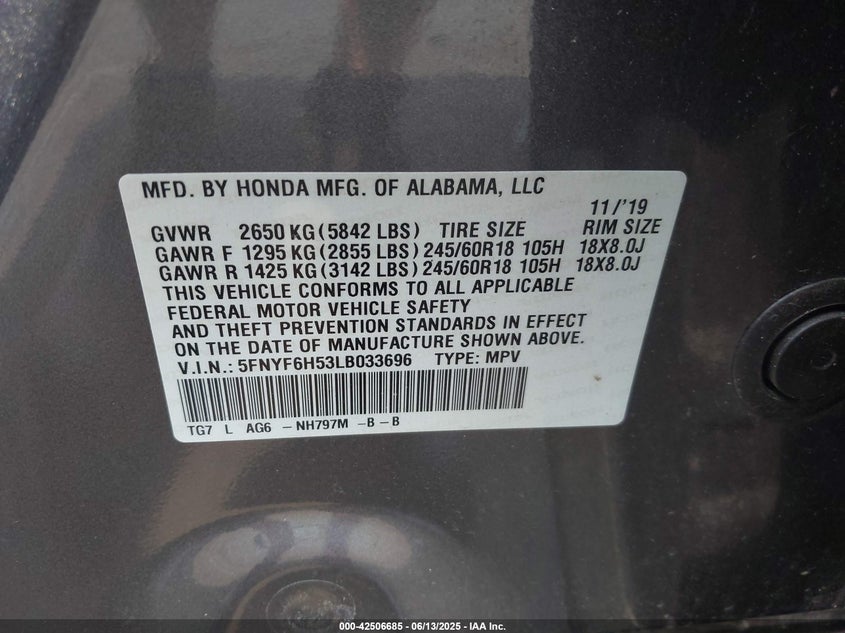 MFD. BY HONDA MFG. OF ALABAMA, LLC
11/'19
GVWR 2650 KG (5842 LBS) TIRE SIZE RIM SIZE
GAWR F 1295 KG (2855 LBS) 245/60R18 105H 18X8.0J
GAWR R 1425 KG (3142 LBS) 245/60R18 105H 18X8.0J
THIS VEHICLE CONFORMS TO ALL APPLICABLE
FEDERAL MOTOR VEHICLE SAFETY
AND THEFT PREVENTION STANDARDS IN EFFECT
ON THE DATE OF MANUFACTURE SHOWN ABOVE.
V.I.N.: 5FNYF6H53LB033696 TYPE: MPV
TG7 L AG6 - NH797M -B - B
000-42506685 - 06/13/2025 - IAA Inc.